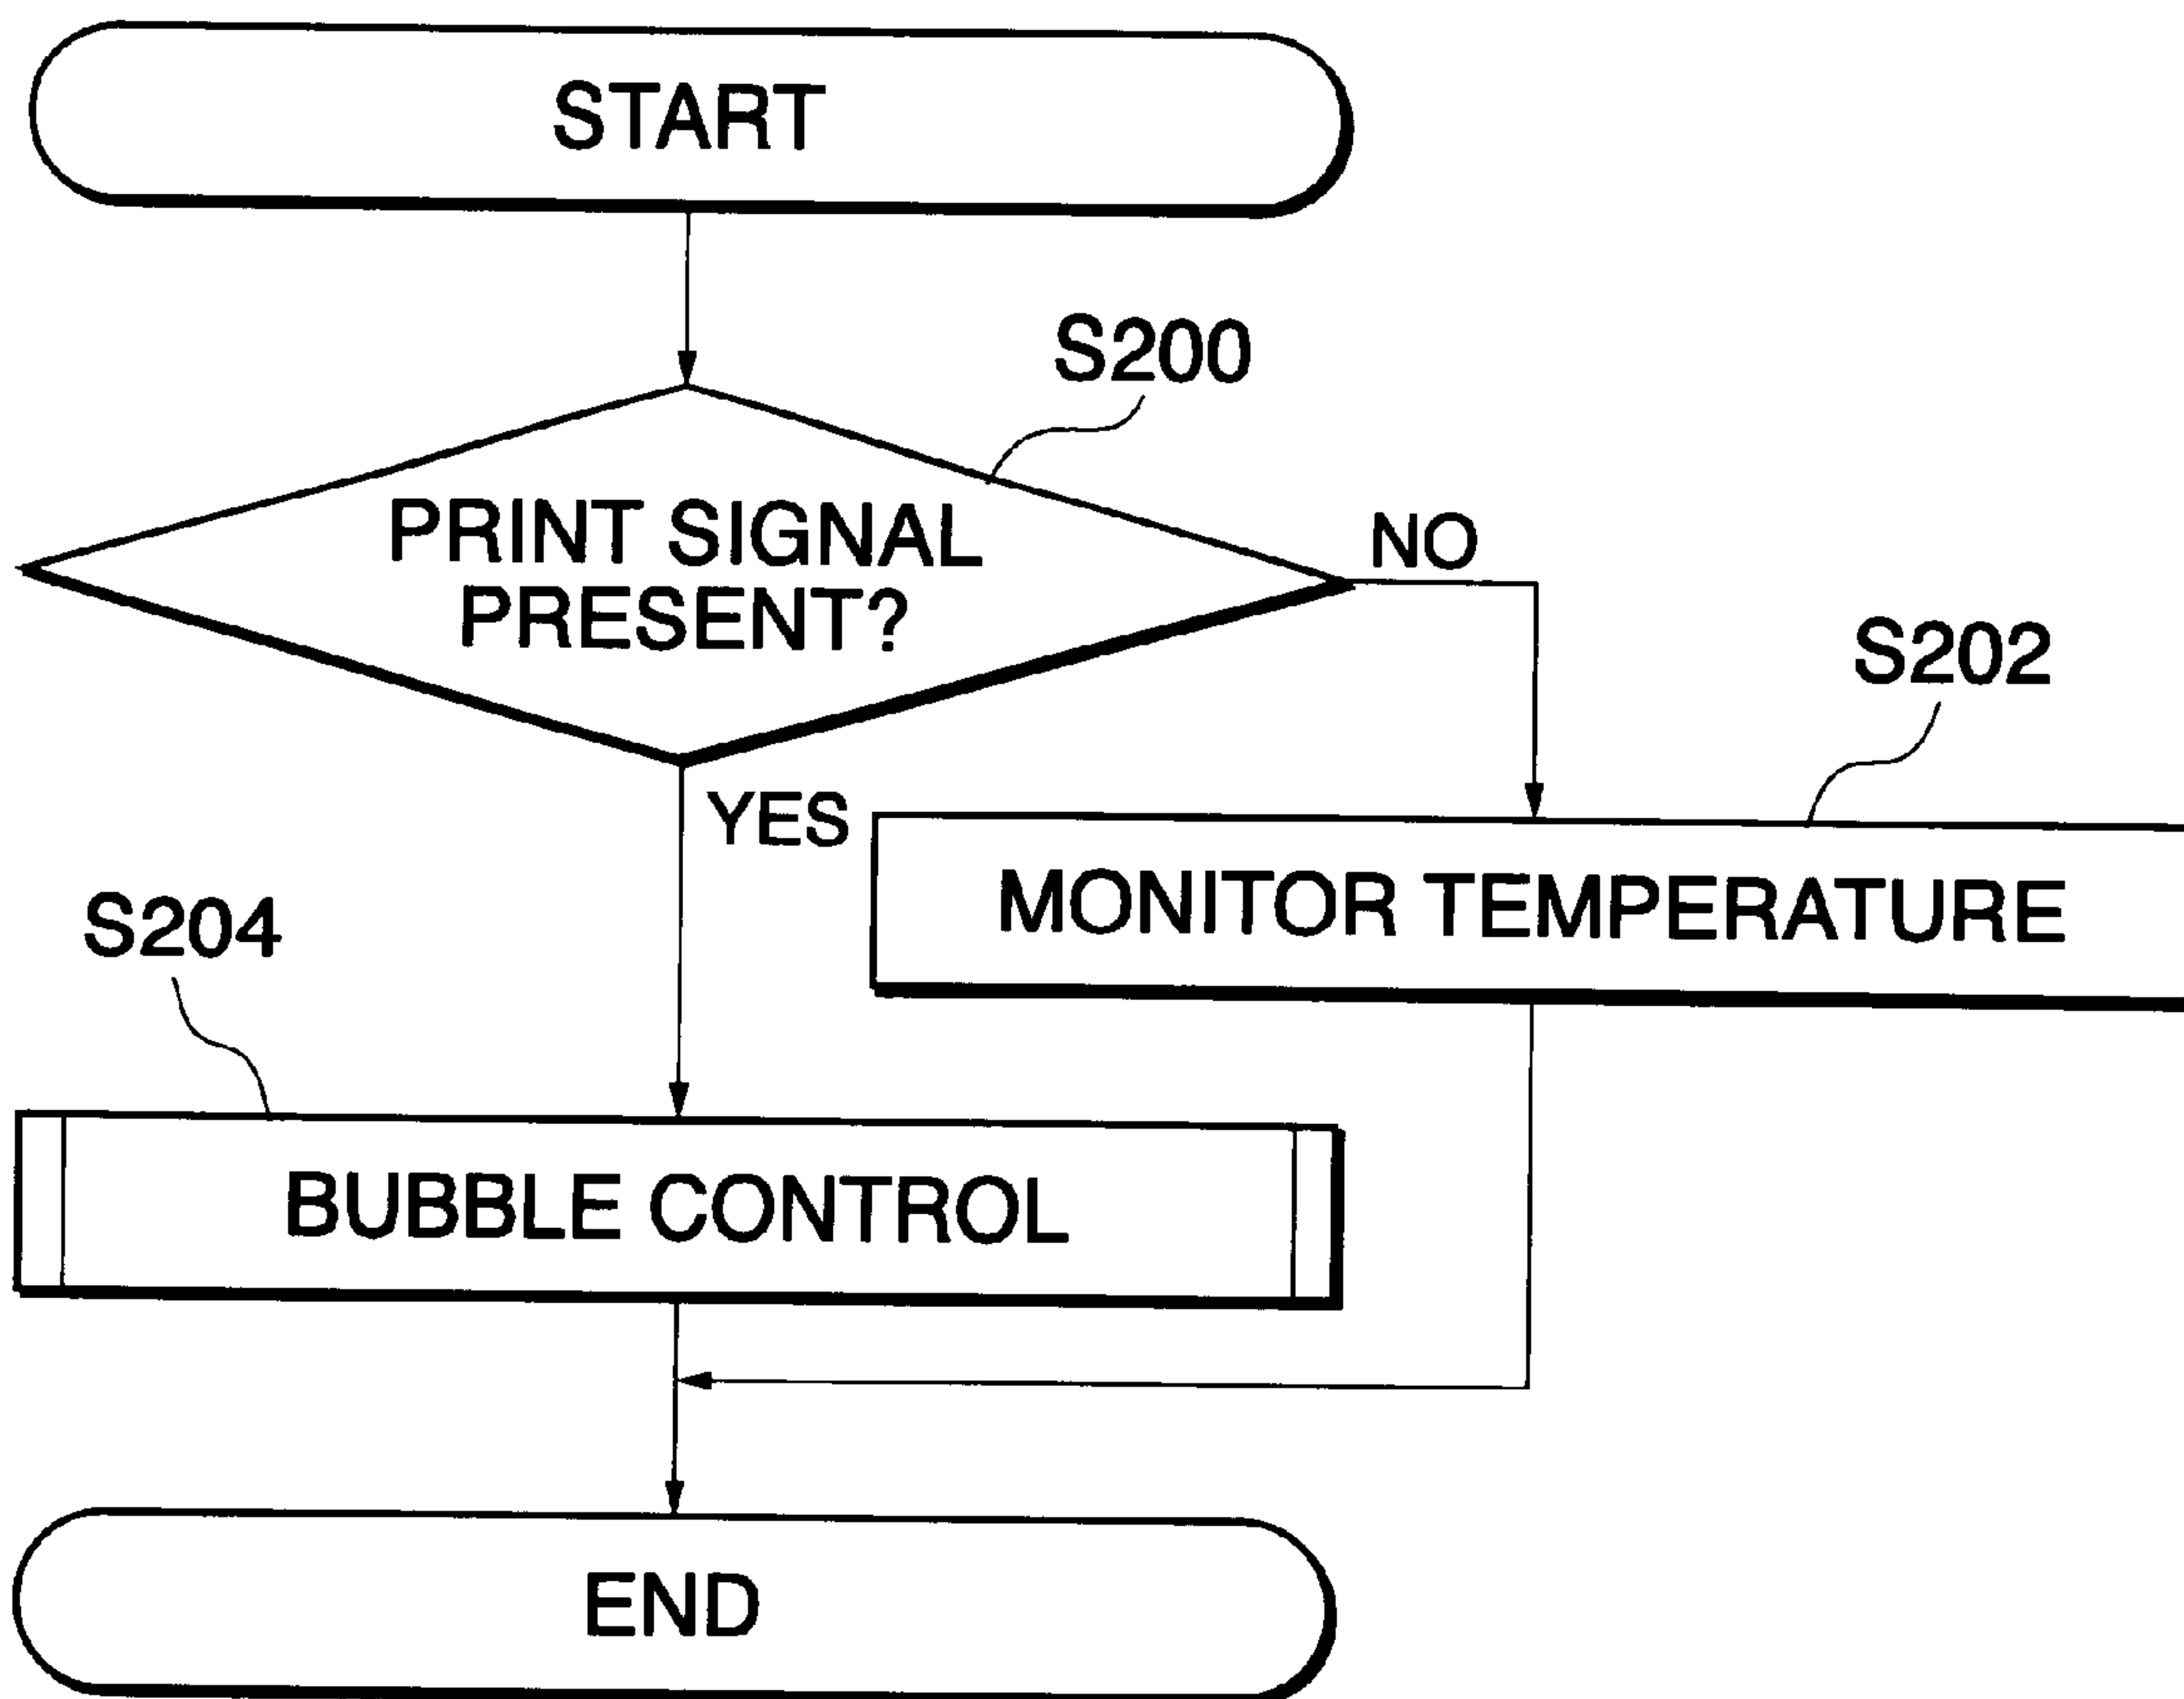 START
S200
PRINT SIGNAL
PRESENT?
NO
S202
YES
MONITOR TEMPERATURE
S204
BUBBLE CONTROL
END